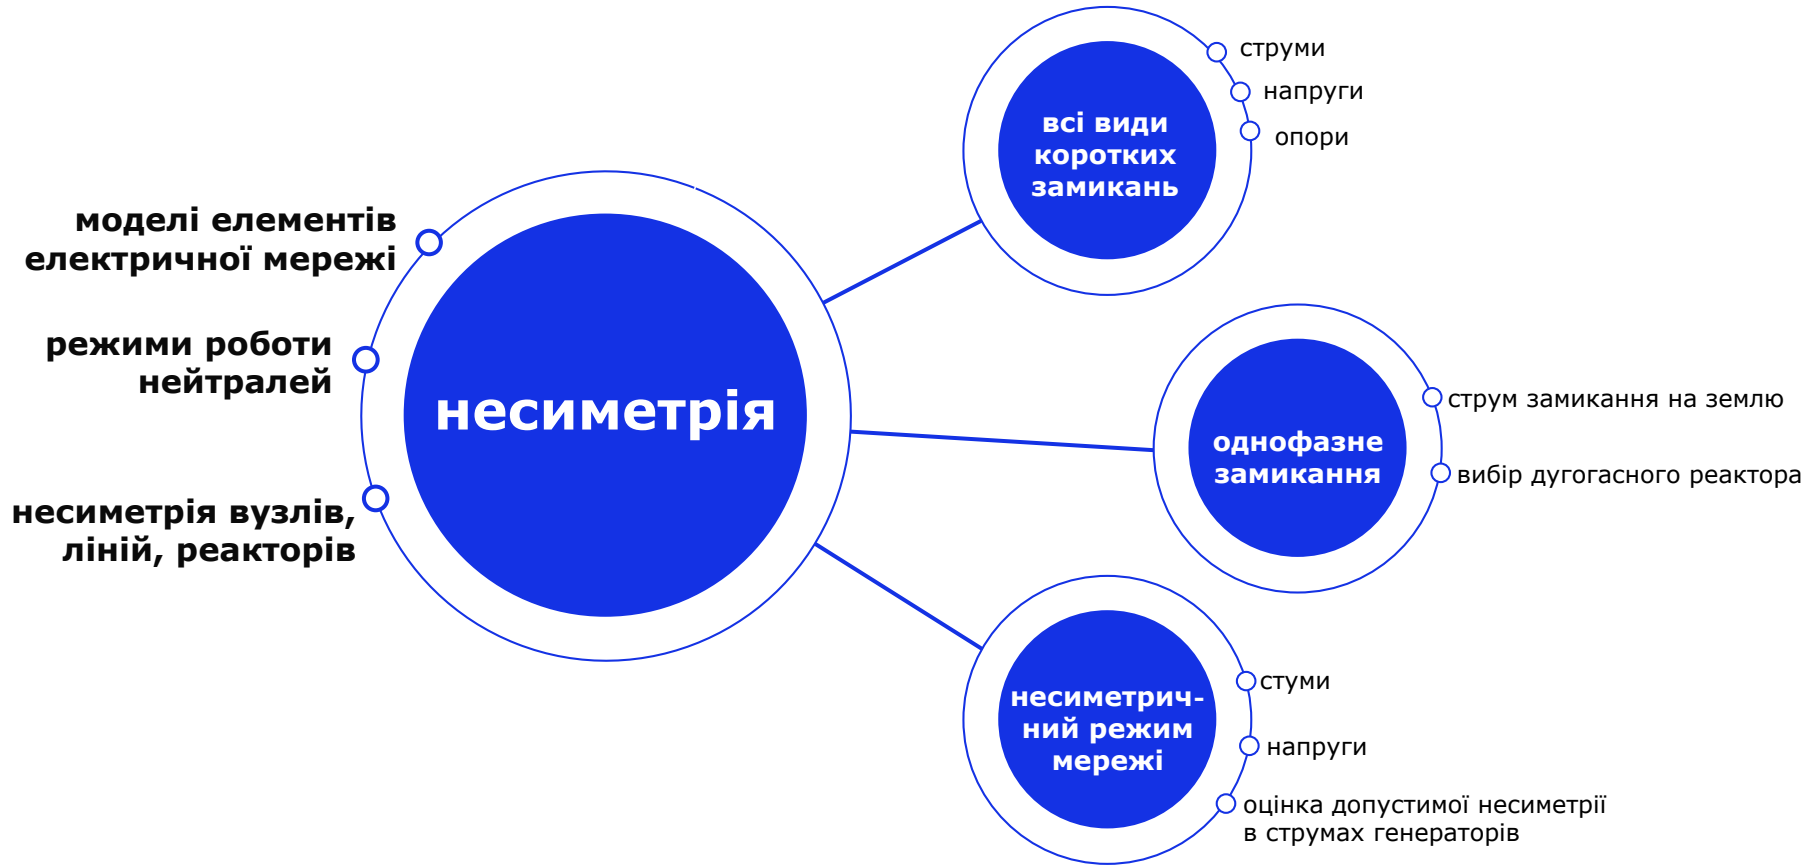 моделі елементів
електричної мережі
режими роботи
нейтралей
несиметрія вузлів,
ліній, реакторів
несиметрія
всі види
коротких
замикань
струми
напруги
опори
однофазне
замикання
струм замикання на землю
вибір дугогасного реактора
несиметрич-
ний режим
мережі
стуми
напруги
оцінка допустимої несиметрії
в струмах генераторів